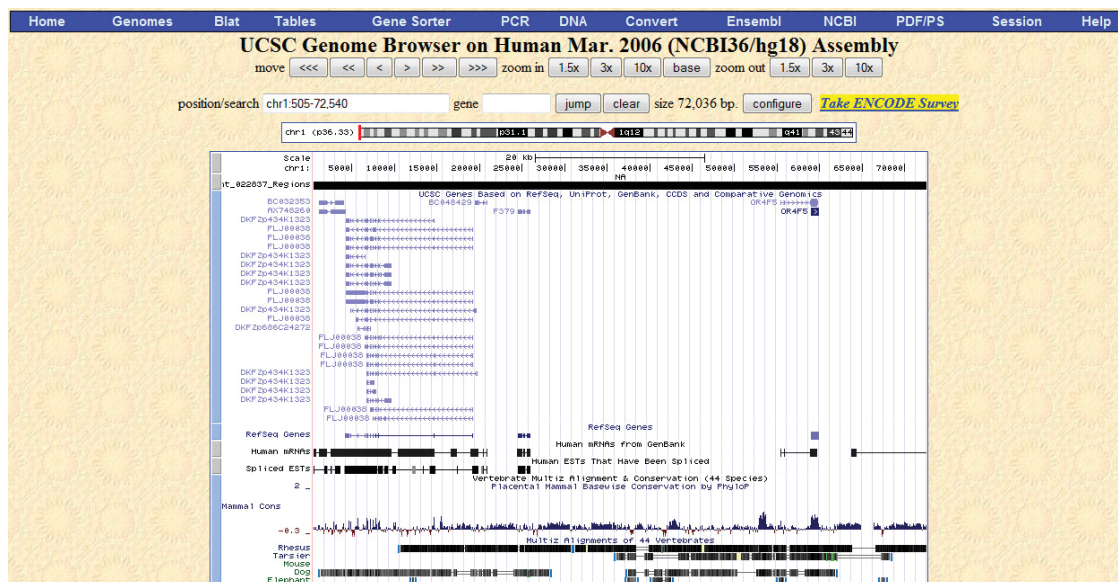 Home Genomes Blat Tables Gene Sorter PCR DNA Convert Ensembl NCBI PDF/PS Session Help
UCSC Genome Browser on Human Mar. 2006 (NCBI36/hg18) Assembly
move <<< << < > >> >>> zoom in 1.5x 3x 10x base zoom out 1.5x 3x 10x
position/search chr1:505-72,540 gene jump clear size 72,036 bp. configure Take ENCODE Survey
chr1 (p36.33) p31.1 1q12 q41 43 44
Scale 20 kb
chr1: 5000 10000 15000 20000 25000 30000 35000 40000 45000 50000 55000 60000 65000 70000
NA
nt_022837_Regions
UCSC Genes Based on RefSeq, UniProt, GenBank, CCDS and Comparative Genomics
BC032353 BC048429 OR4F5
AX748260 F379 OR4F5
DKFZp434K1323
FLJ00038
FLJ00038
FLJ00038
DKFZp434K1323
DKFZp434K1323
DKFZp434K1323
DKFZp434K1323
FLJ00038
FLJ00038
DKFZp434K1323
FLJ00038
DKFZp686C24272
FLJ00038
FLJ00038
FLJ00038
FLJ00038
DKFZp434K1323
DKFZp434K1323
DKFZp434K1323
DKFZp434K1323
FLJ00038
FLJ00038
RefSeq Genes
RefSeq Genes
Human mRNAs from GenBank
Human mRNAs
Human ESTs That Have Been Spliced
Spliced ESTs
Vertebrate Multiz Alignment & Conservation (44 Species)
Placental Mammal Basewise Conservation by PhyloP
2 _
Mammal Cons
-0.3 _
Multiz Alignments of 44 Vertebrates
Rhesus
Tarsier
Mouse
Dog
Elephant